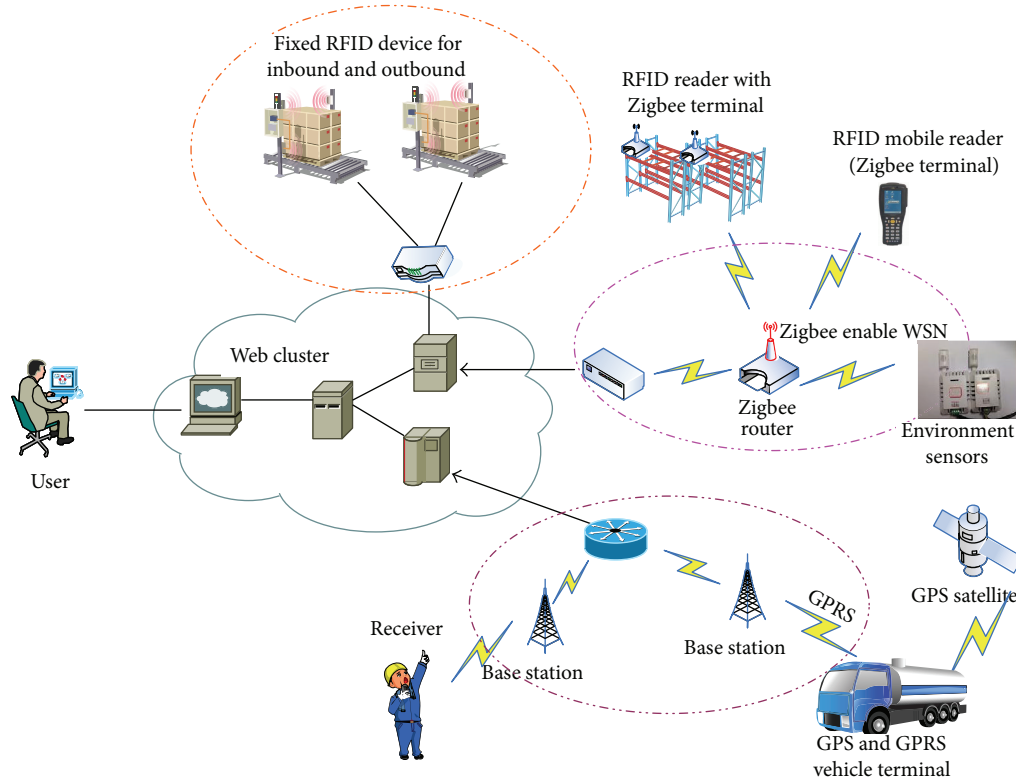 Fixed RFID device for
inbound and outbound
RFID reader with
Zigbee terminal
RFID mobile reader
(Zigbee terminal)
Web cluster
Zigbee enable WSN
Zigbee
router
Environment
sensors
User
GPS satellite
GPRS
Receiver
Base station
Base station
GPS and GPRS
vehicle terminal